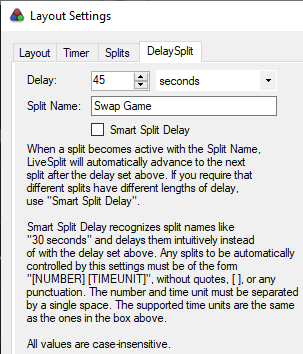 Layout Settings
Layout Timer Splits DelaySplit
Delay: 45 seconds
Split Name: Swap Game
Smart Split Delay
When a split becomes active with the Split Name,
LiveSplit will automatically advance to the next
split after the delay set above. If you require that
different splits have different lengths of delay,
use "Smart Split Delay".
Smart Split Delay recognizes split names like
"30 seconds" and delays them intuitively instead
of with the delay set above. Any splits to be automatically
controlled by this settings must be of the form
"[NUMBER] [TIMEUNIT]", without quotes, [ ], or any
punctuation. The number and time unit must be separated
by a single space. The supported time units are the same
as the ones in the box above.
All values are case-insensitive.